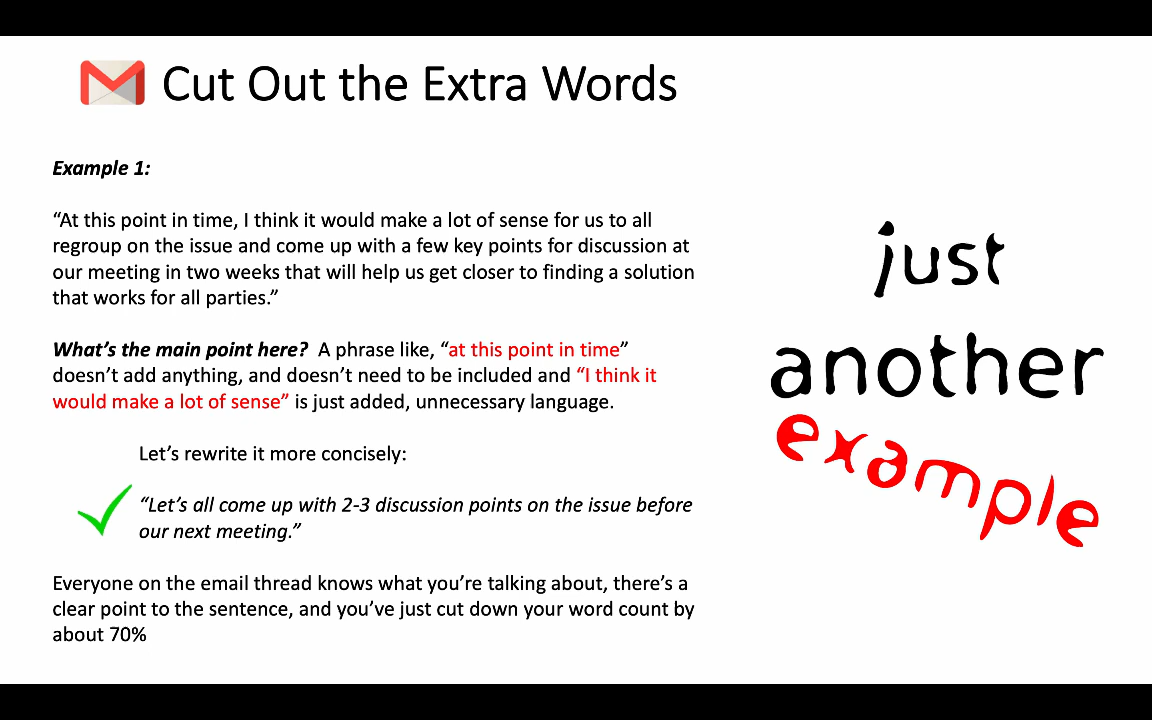 Cut Out the Extra Words
Example 1:
“At this point in time, I think it would make a lot of sense for us to all
regroup on the issue and come up with a few key points for discussion at
our meeting in two weeks that will help us get closer to finding a solution
that works for all parties.”
What’s the main point here?  A phrase like, “at this point in time”
doesn’t add anything, and doesn’t need to be included and “I think it
would make a lot of sense” is just added, unnecessary language.
Let’s rewrite it more concisely:
“Let’s all come up with 2-3 discussion points on the issue before
our next meeting.”
Everyone on the email thread knows what you’re talking about, there’s a
clear point to the sentence, and you’ve just cut down your word count by
about 70%
just
another
example